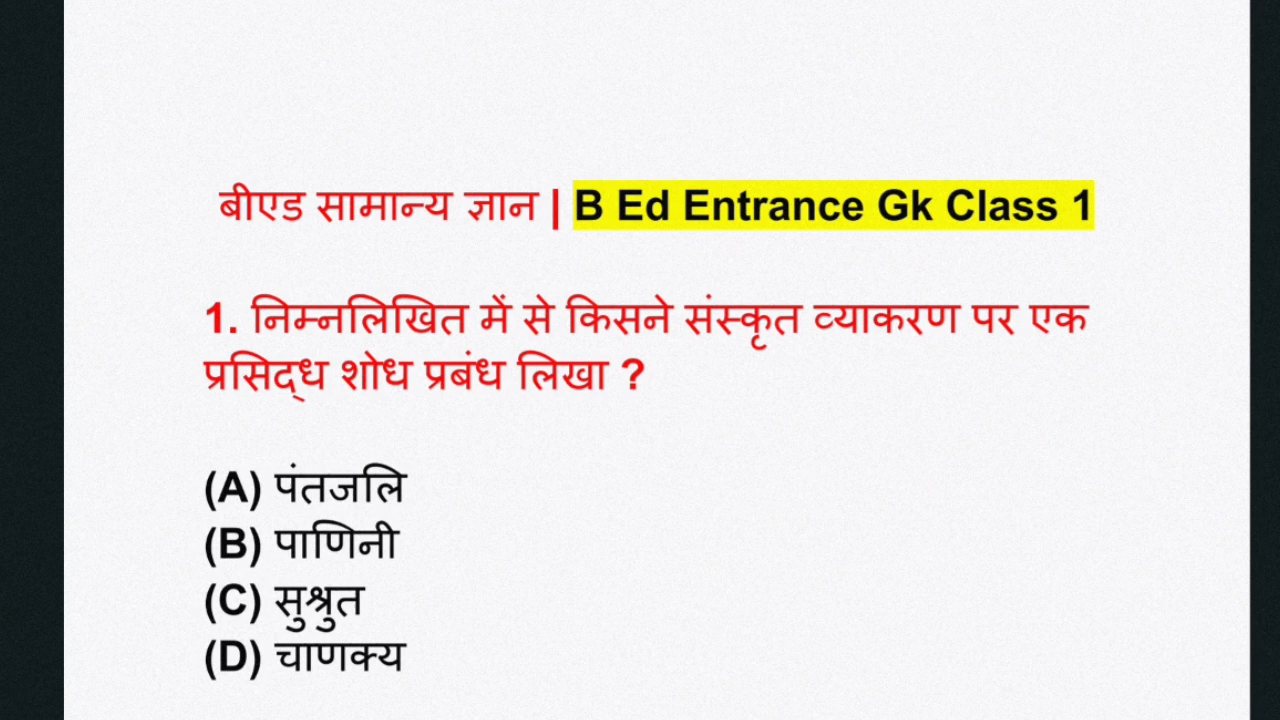 बीएड सामान्य ज्ञान | B Ed Entrance Gk Class 1
1. निम्नलिखित में से किसने संस्कृत व्याकरण पर एक
प्रसिद्ध शोध प्रबंध लिखा ?
(A) पंतजलि
(B) पाणिनी
(C) सुश्रुत
(D) चाणक्य